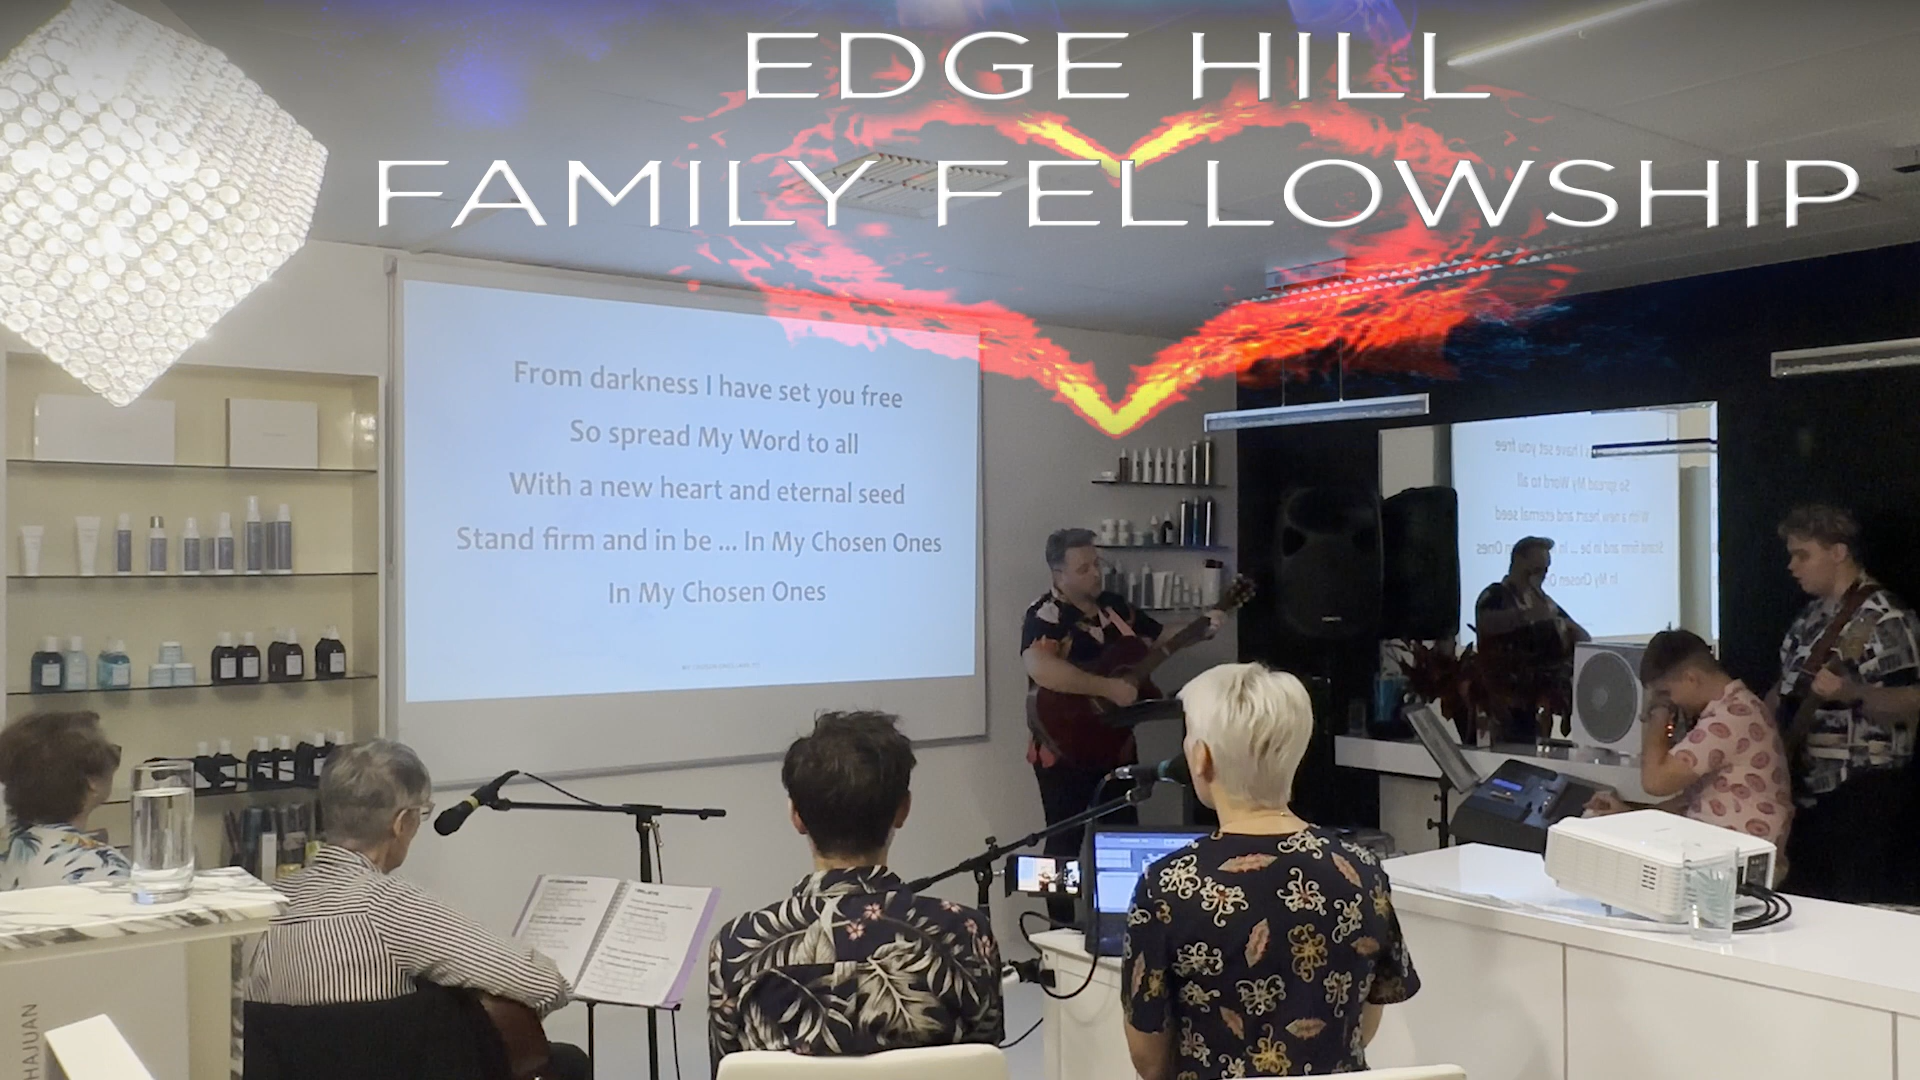 EDGE HILL
FAMILY FELLOWSHIP
From darkness I have set you free
So spread My Word to all
With a new heart and eternal seed
Stand firm and in be ... In My Chosen Ones
In My Chosen Ones
HAJUAN